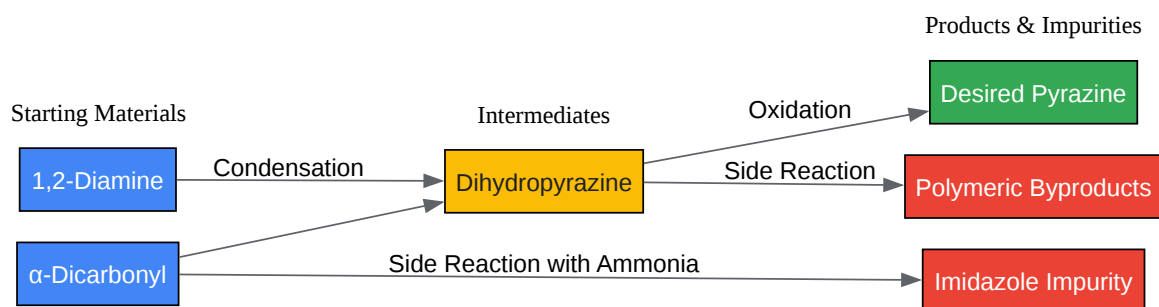 Products & Impurities
Desired Pyrazine
Oxidation
Starting Materials
Intermediates
1,2-Diamine
Condensation
Dihydropyrazine
Side Reaction
Polymeric Byproducts
α-Dicarbonyl
Side Reaction with Ammonia
Imidazole Impurity